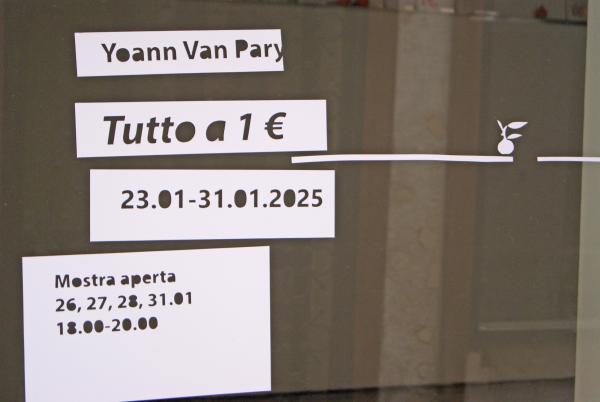 Yoann Van Pary
Tutto a 1 €
23.01-31.01.2025
Mostra aperta
26, 27, 28, 31.01
18.00-20.00